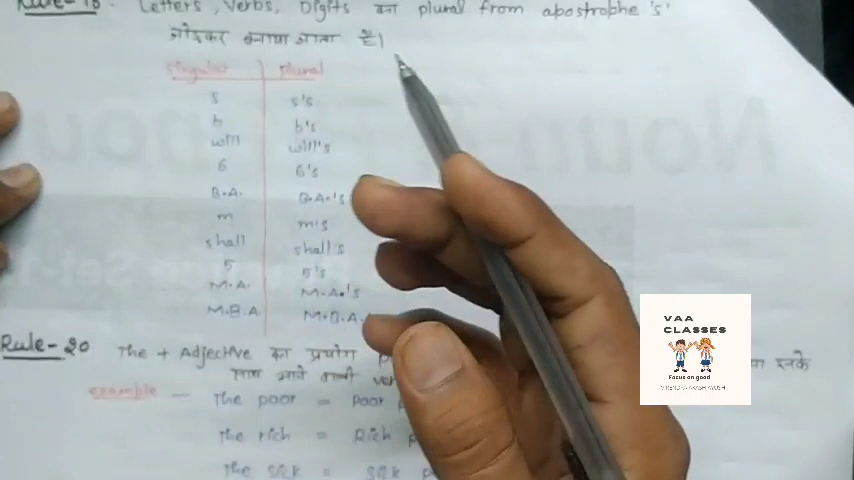 Letters, Verbs, Digits का plural from apostrophe 's'
जोड़कर बनाया जाता है।
singular plural
s s's
b b's
will will's
6 6's
B.A. B.A.'s
m m's
shall shall's
5 5's
M.A. M.A.'s
M.B.A. M.B.A.
Rule-20 The + Adjective का प्रयोग
साथ आने वाली
example — The poor = Poor
The rich = Rich
The sick = sick
VAA
CLASSES
Focus on good